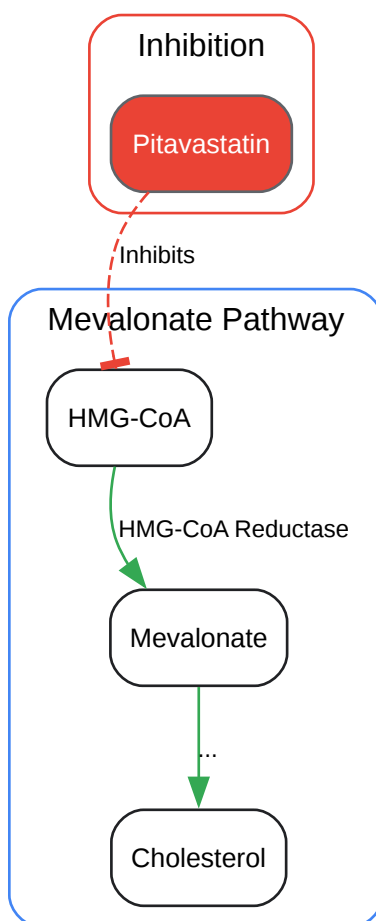 Inhibition
Pitavastatin
Inhibits
Mevalonate Pathway
HMG-CoA
HMG-CoA Reductase
Mevalonate
...
Cholesterol